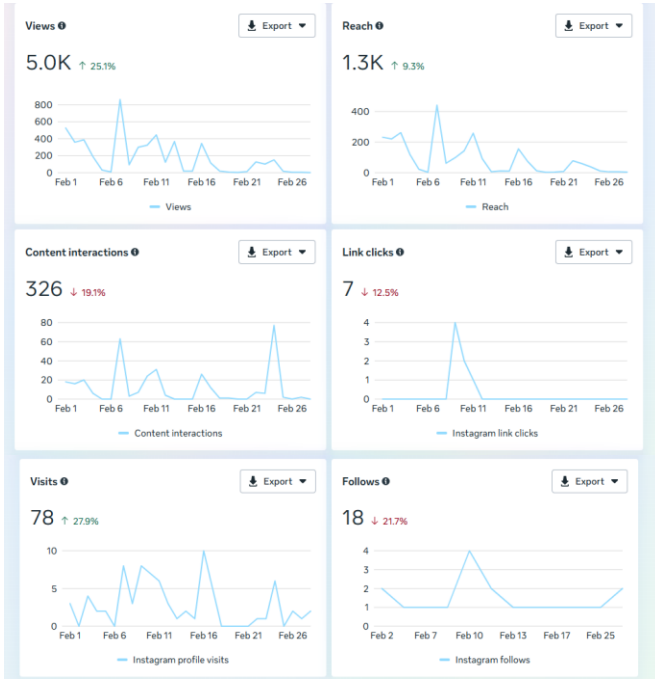 Views
Export
5.0K ↑ 25.1%
800
600
400
200
0
Feb 1 Feb 6 Feb 11 Feb 16 Feb 21 Feb 26
Views
Reach
Export
1.3K ↑ 9.3%
400
200
0
Feb 1 Feb 6 Feb 11 Feb 16 Feb 21 Feb 26
Reach
Content interactions
Export
326 ↓ 19.1%
80
60
40
20
0
Feb 1 Feb 6 Feb 11 Feb 16 Feb 21 Feb 26
Content interactions
Link clicks
Export
7 ↓ 12.5%
4
3
2
1
0
Feb 1 Feb 6 Feb 11 Feb 16 Feb 21 Feb 26
Instagram link clicks
Visits
Export
78 ↑ 27.9%
10
5
0
Feb 1 Feb 6 Feb 11 Feb 16 Feb 21 Feb 26
Instagram profile visits
Follows
Export
18 ↓ 21.7%
4
3
2
1
0
Feb 2 Feb 7 Feb 10 Feb 13 Feb 17 Feb 25
Instagram follows